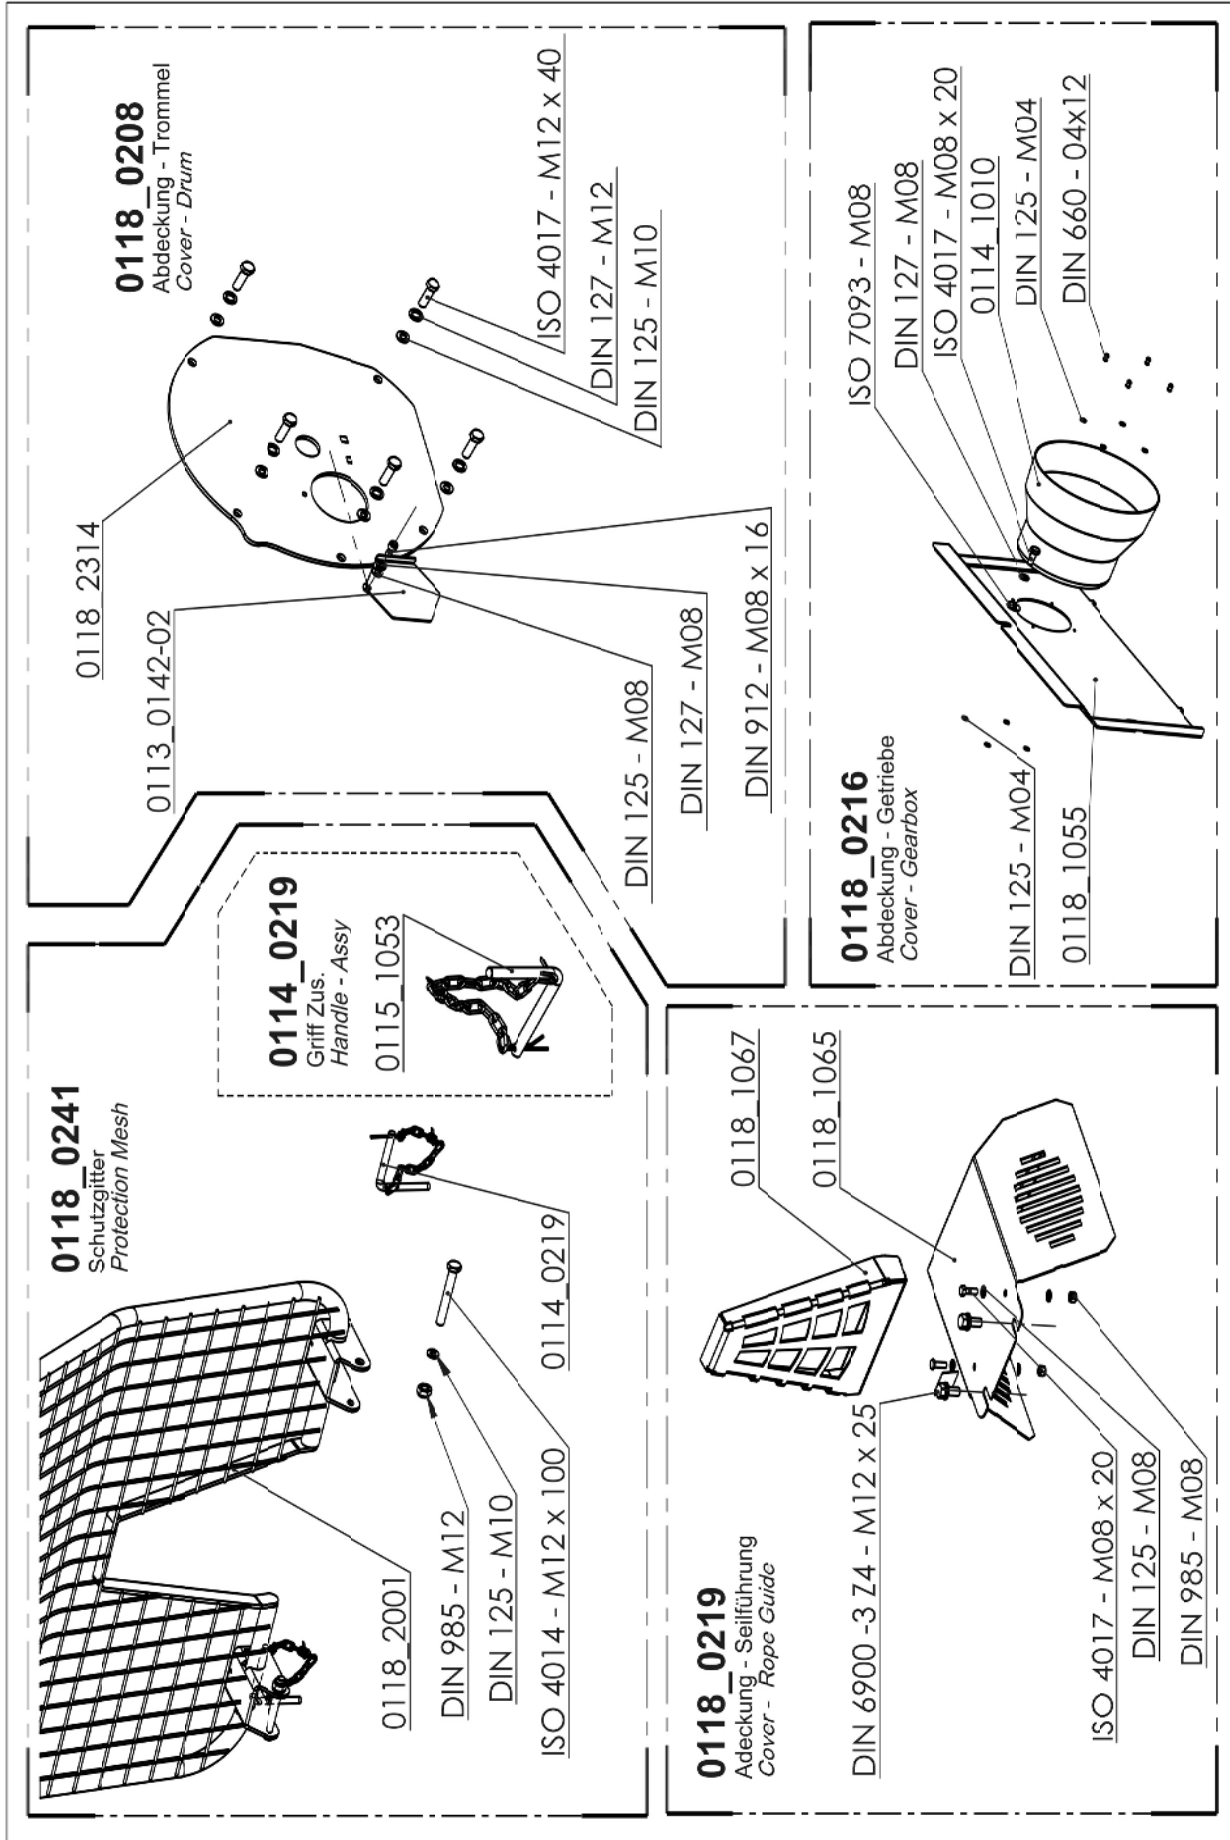 0118_0241
Schutzgitter
Protection Mesh
0118_2001
DIN 985 - M12
DIN 125 - M10
ISO 4014 - M12 x 100
0114_0219
0114_0219
Griff Zus.
Handle - Assy
0115_1053
0118_0208
Abdeckung - Trommel
Cover - Drum
0118_2314
0113_0142-02
ISO 4017 - M12 x 40
DIN 127 - M12
DIN 125 - M10
DIN 125 - M08
DIN 127 - M08
DIN 912 - M08 x 16
0118_0219
Adeckung - Seilführung
Cover - Rope Guide
0118_1067
0118_1065
DIN 6900 -3 Z4 - M12 x 25
ISO 4017 - M08 x 20
DIN 125 - M08
DIN 985 - M08
0118_0216
Abdeckung - Getriebe
Cover - Gearbox
ISO 7093 - M08
DIN 127 - M08
ISO 4017 - M08 x 20
0114_1010
DIN 125 - M04
DIN 660 - 04x12
DIN 125 - M04
0118_1055